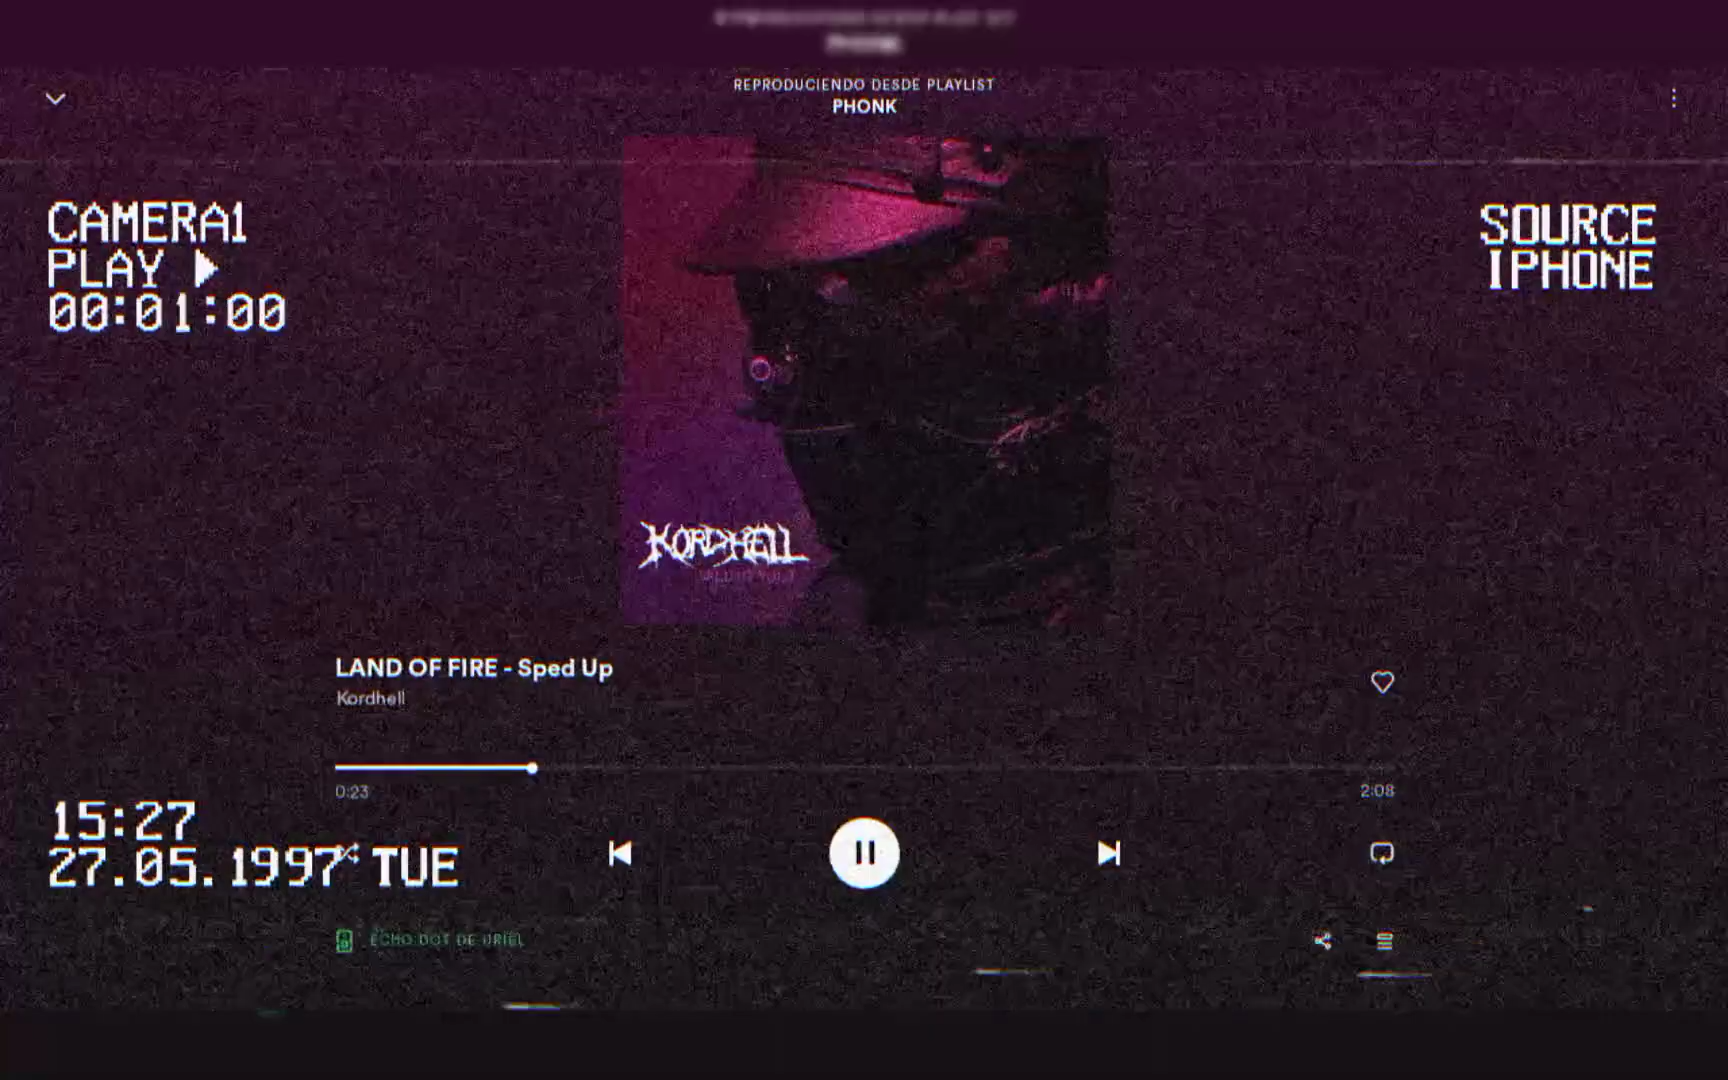 REPRODUCIENDO DESDE PLAYLIST
PHONK
CAMERA1
PLAY
00:01:00
SOURCE
IPHONE
KORDHELL
LAND OF FIRE - Sped Up
Kordhell
0:23
2:08
15:27
27.05.1997 TUE
ECHO DOT DE URIEL